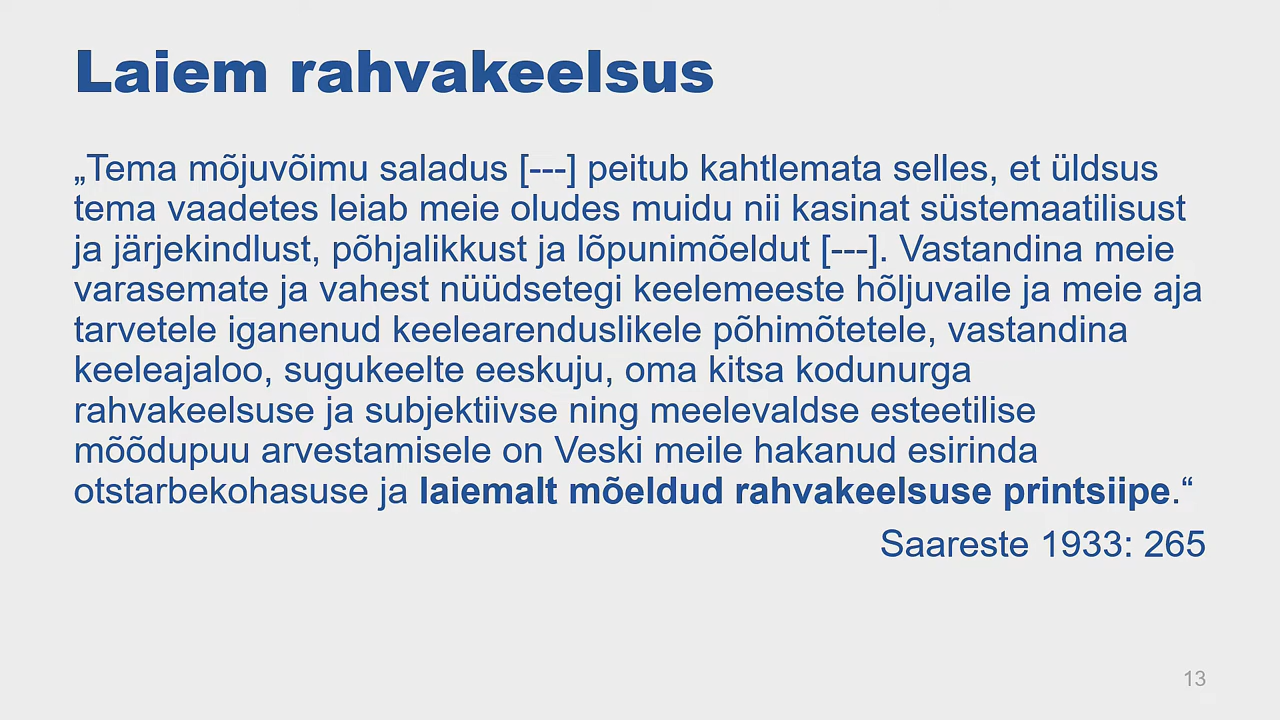 Laiem rahvakeelsus
„Tema mõjuvõimu saladus [---] peitub kahtlemata selles, et üldsus
tema vaadetes leiab meie oludes muidu nii kasinat süstemaatilisust
ja järjekindlust, põhjalikkust ja lõpunimõeldut [---]. Vastandina meie
varasemate ja vahest nüüdsetegi keelemeeste hõljuvaile ja meie aja
tarvetele iganenud keelearenduslikele põhimõtetele, vastandina
keeleajaloo, sugukeelte eeskuju, oma kitsa kodunurga
rahvakeelsuse ja subjektiivse ning meelevaldse esteetilise
mõõdupuu arvestamisele on Veski meile hakanud esirinda
otstarbekohasuse ja laiemalt mõeldud rahvakeelsuse printsiipe.“
Saareste 1933: 265
13